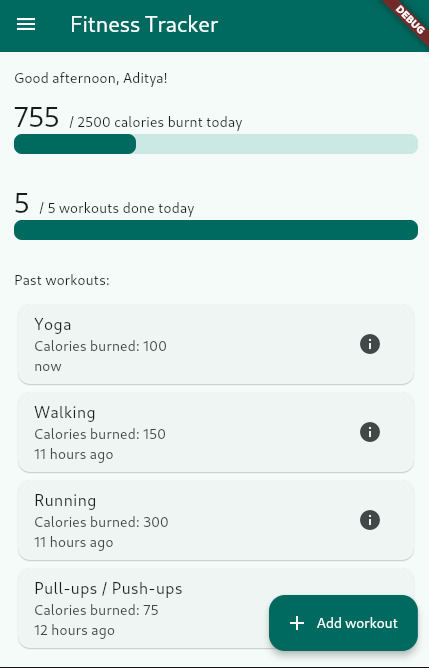 Fitness Tracker
DEBUG
Good afternoon, Aditya!
755 / 2500 calories burnt today
5 / 5 workouts done today
Past workouts:
Yoga
Calories burned: 100
now
Walking
Calories burned: 150
11 hours ago
Running
Calories burned: 300
11 hours ago
Pull-ups / Push-ups
Calories burned: 75
12 hours ago
Add workout